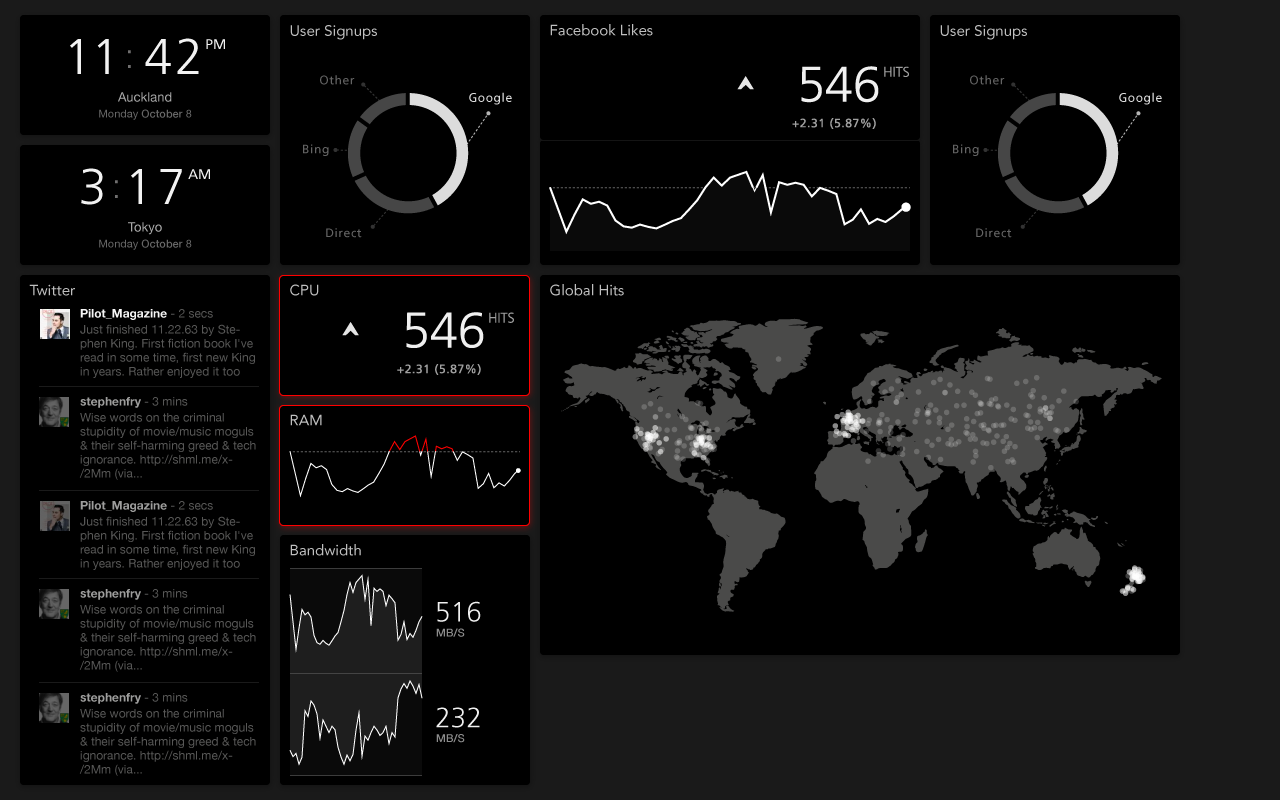 11:42 PM
Auckland
Monday October 8
3:17 AM
Tokyo
Monday October 8
User Signups
Other
Google
Bing
Direct
Facebook Likes
546 HITS
+2.31 (5.87%)
User Signups
Other
Google
Bing
Direct
Twitter
Pilot_Magazine - 2 secs
Just finished 11.22.63 by Ste-
phen King. First fiction book I've
read in some time, first new King
in years. Rather enjoyed it too
stephenfry - 3 mins
Wise words on the criminal
stupidity of movie/music moguls
& their self-harming greed & tech
ignorance. http://shml.me/x-
/2Mm (via...
Pilot_Magazine - 2 secs
Just finished 11.22.63 by Ste-
phen King. First fiction book I've
read in some time, first new King
in years. Rather enjoyed it too
stephenfry - 3 mins
Wise words on the criminal
stupidity of movie/music moguls
& their self-harming greed & tech
ignorance. http://shml.me/x-
/2Mm (via...
stephenfry - 3 mins
Wise words on the criminal
stupidity of movie/music moguls
& their self-harming greed & tech
ignorance. http://shml.me/x-
/2Mm (via...
CPU
546 HITS
+2.31 (5.87%)
RAM
Bandwidth
516
MB/S
232
MB/S
Global Hits